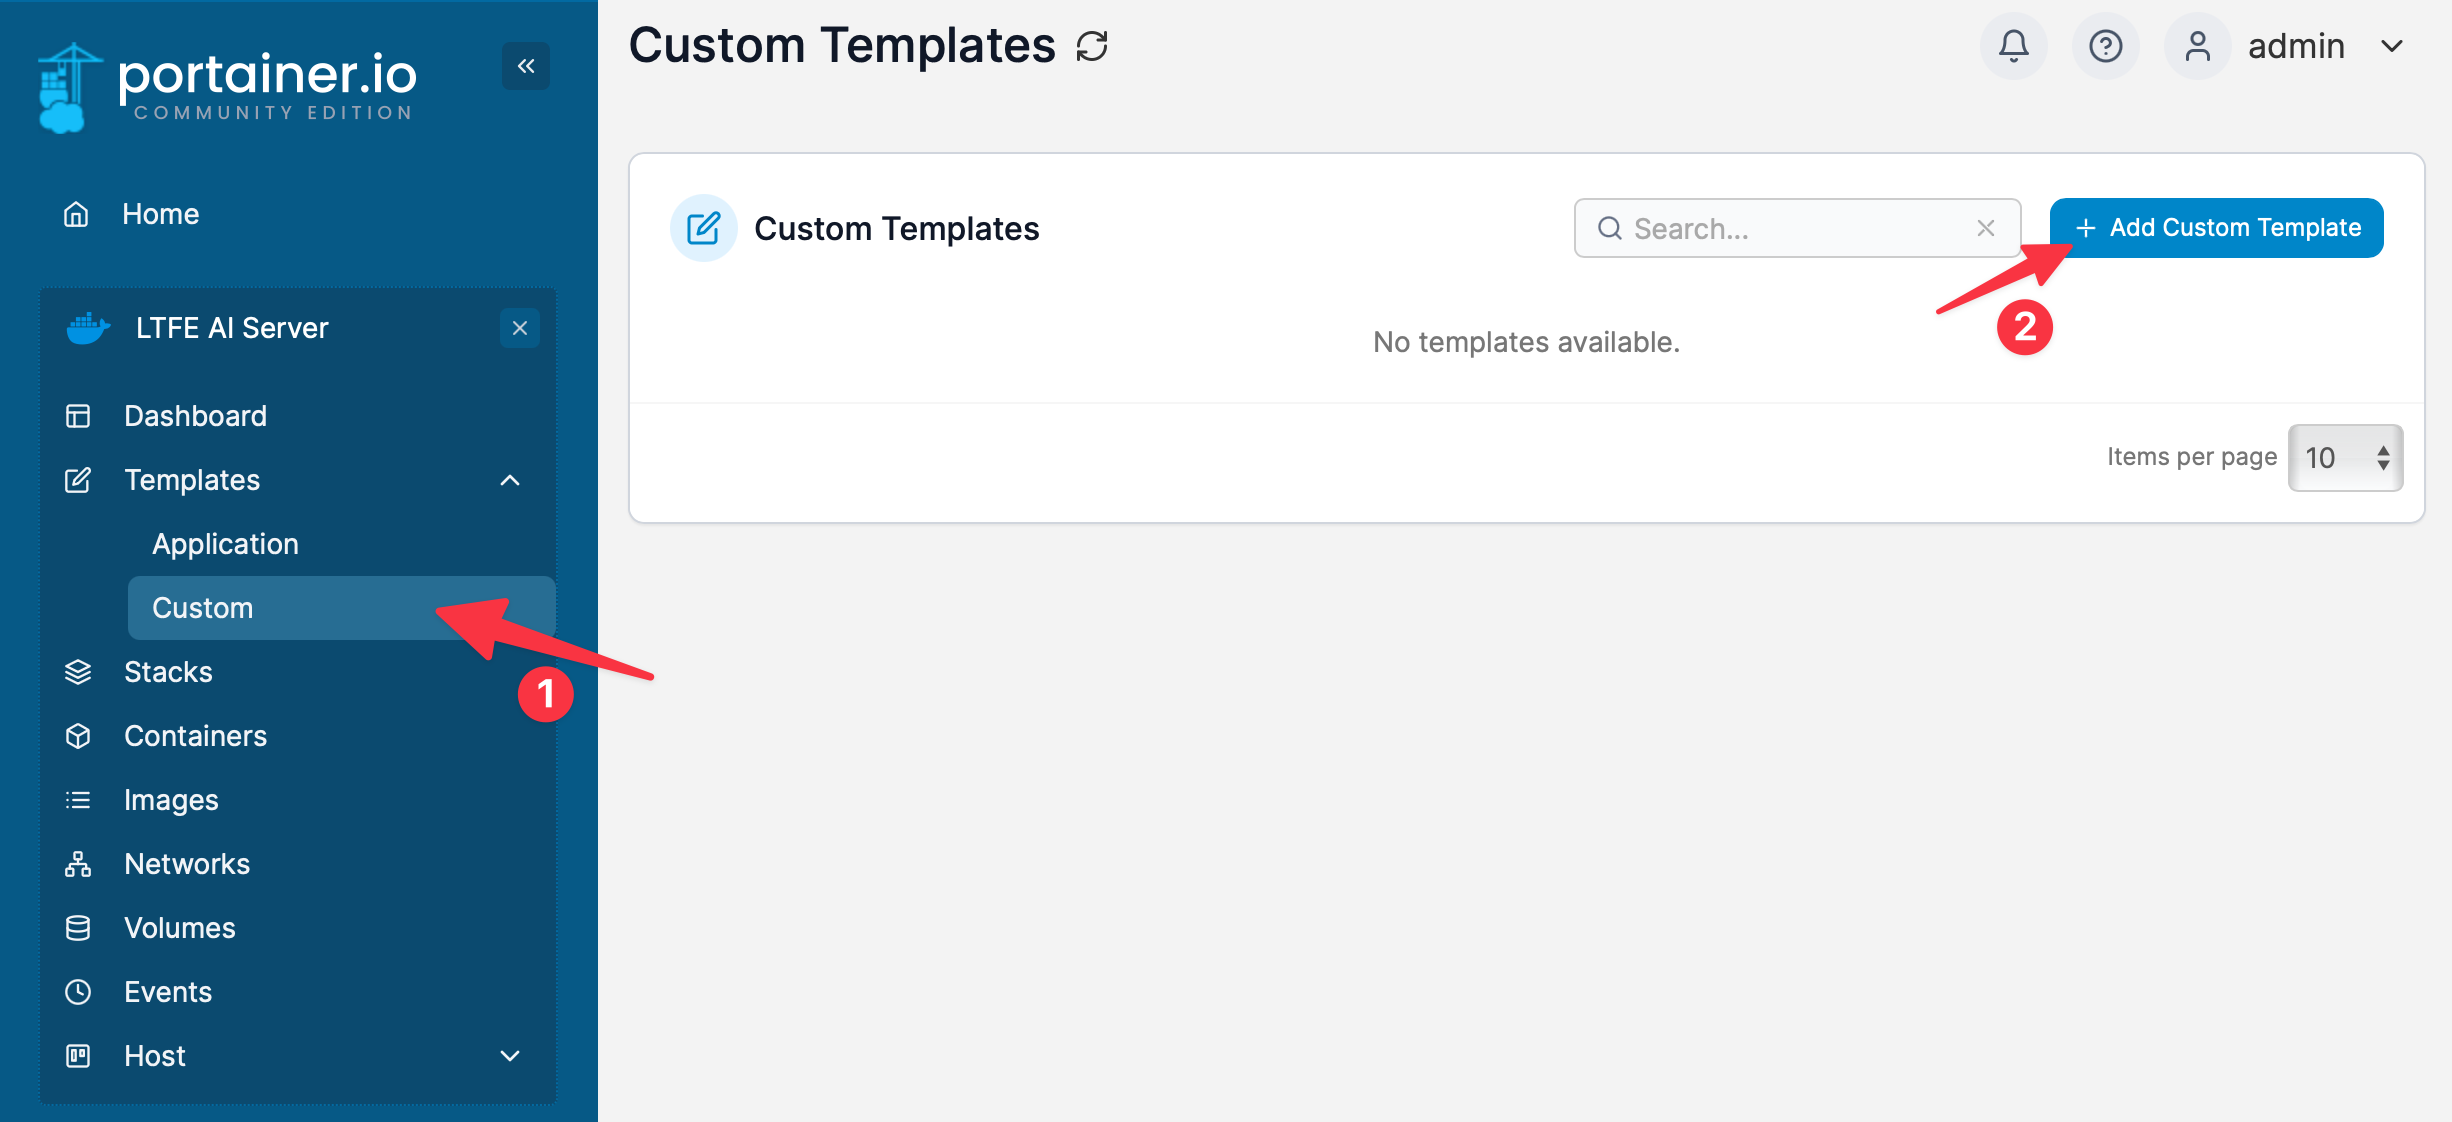 portainer.io
COMMUNITY EDITION
Home
LTFE AI Server
Dashboard
Templates
Application
Custom
1
Stacks
Containers
Images
Networks
Volumes
Events
Host
Custom Templates
admin
Custom Templates
Search...
Add Custom Template
2
No templates available.
Items per page 10